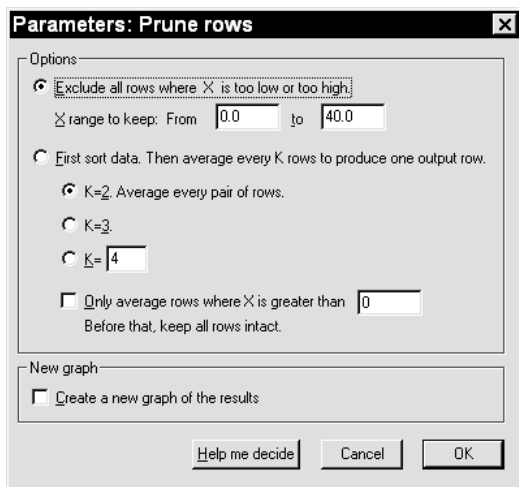 Parameters: Prune rows
Options
Exclude all rows where X is too low or too high.
X range to keep: From 0.0 to 40.0
First sort data. Then average every K rows to produce one output row.
K=2. Average every pair of rows.
K=3.
K= 4
Only average rows where X is greater than 0
Before that, keep all rows intact.
New graph
Create a new graph of the results
Help me decide Cancel OK